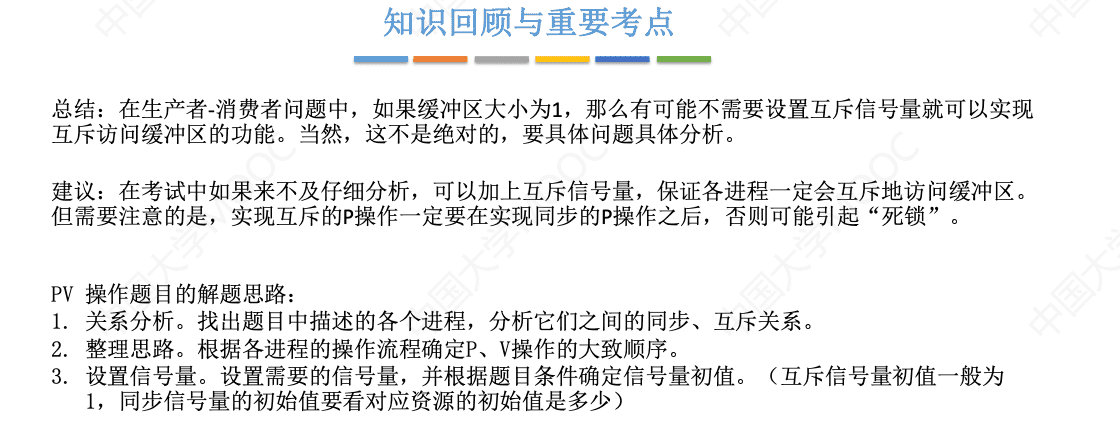 知识回顾与重要考点
总结：在生产者-消费者问题中，如果缓冲区大小为1，那么有可能不需要设置互斥信号量就可以实现
互斥访问缓冲区的功能。当然，这不是绝对的，要具体问题具体分析。
建议：在考试中如果来不及仔细分析，可以加上互斥信号量，保证各进程一定会互斥地访问缓冲区。
但需要注意的是，实现互斥的P操作一定要在实现同步的P操作之后，否则可能引起“死锁”。
PV 操作题目的解题思路：
1. 关系分析。找出题目中描述的各个进程，分析它们之间的同步、互斥关系。
2. 整理思路。根据各进程的操作流程确定P、V操作的大致顺序。
3. 设置信号量。设置需要的信号量，并根据题目条件确定信号量初值。（互斥信号量初值一般为
1，同步信号量的初始值要看对应资源的初始值是多少）